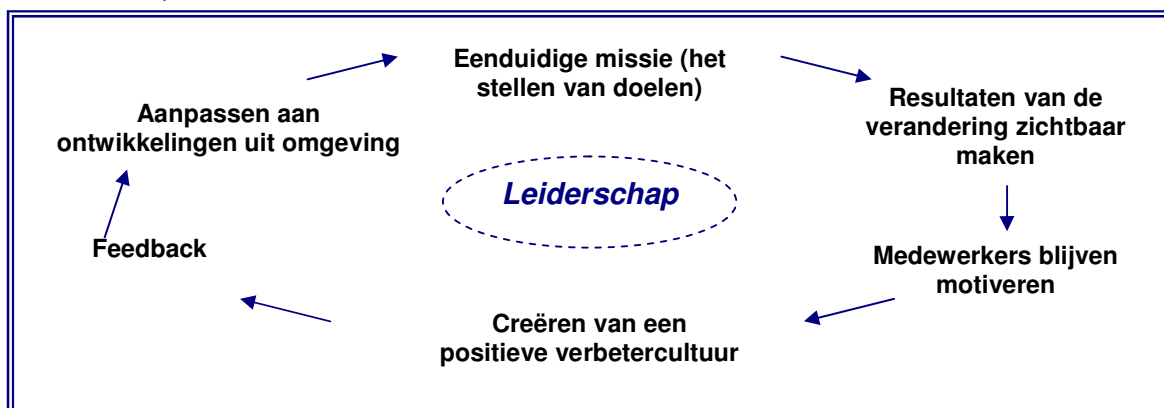 Eenduidige missie (het
stellen van doelen)
Resultaten van de
verandering zichtbaar
maken
Medewerkers blijven
motiveren
Creëren van een
positieve verbetercultuur
Feedback
Aanpassen aan
ontwikkelingen uit omgeving
Leiderschap